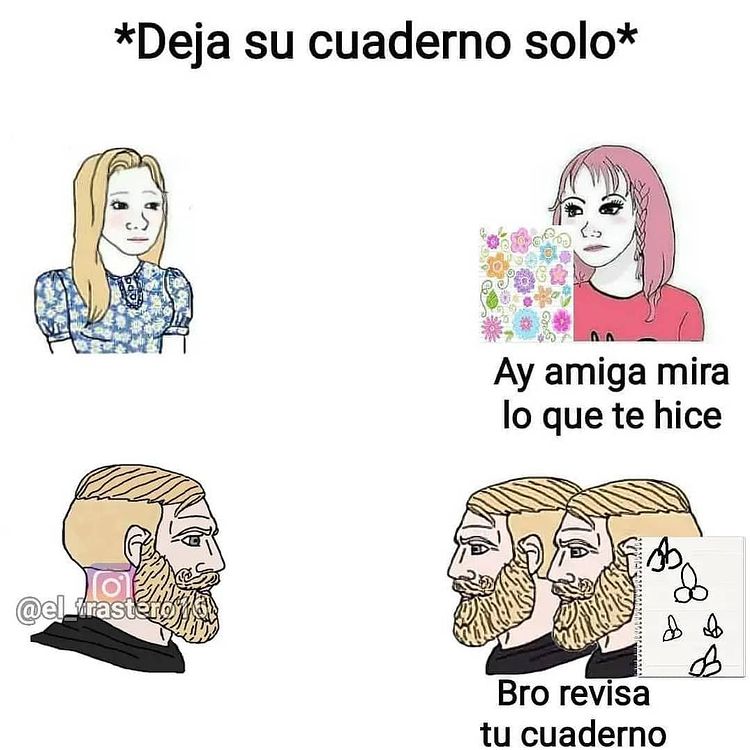 *Deja su cuaderno solo*
Ay amiga mira
lo que te hice
Bro revisa
tu cuaderno